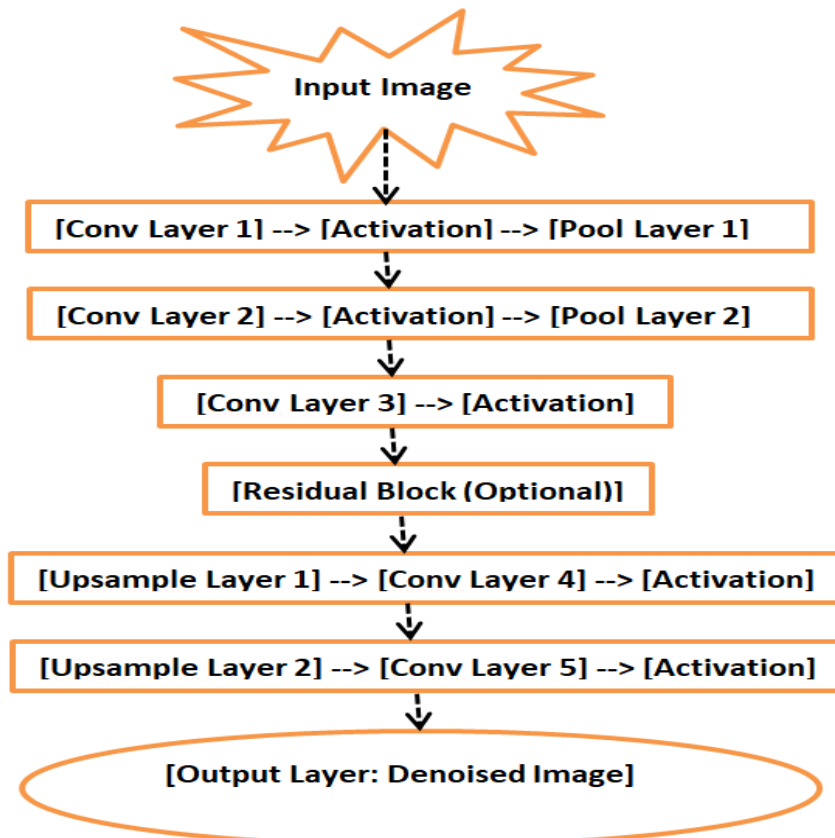 Input Image
[Conv Layer 1] --> [Activation] --> [Pool Layer 1]
[Conv Layer 2] --> [Activation] --> [Pool Layer 2]
[Conv Layer 3] --> [Activation]
[Residual Block (Optional)]
[Upsample Layer 1] --> [Conv Layer 4] --> [Activation]
[Upsample Layer 2] --> [Conv Layer 5] --> [Activation]
[Output Layer: Denoised Image]